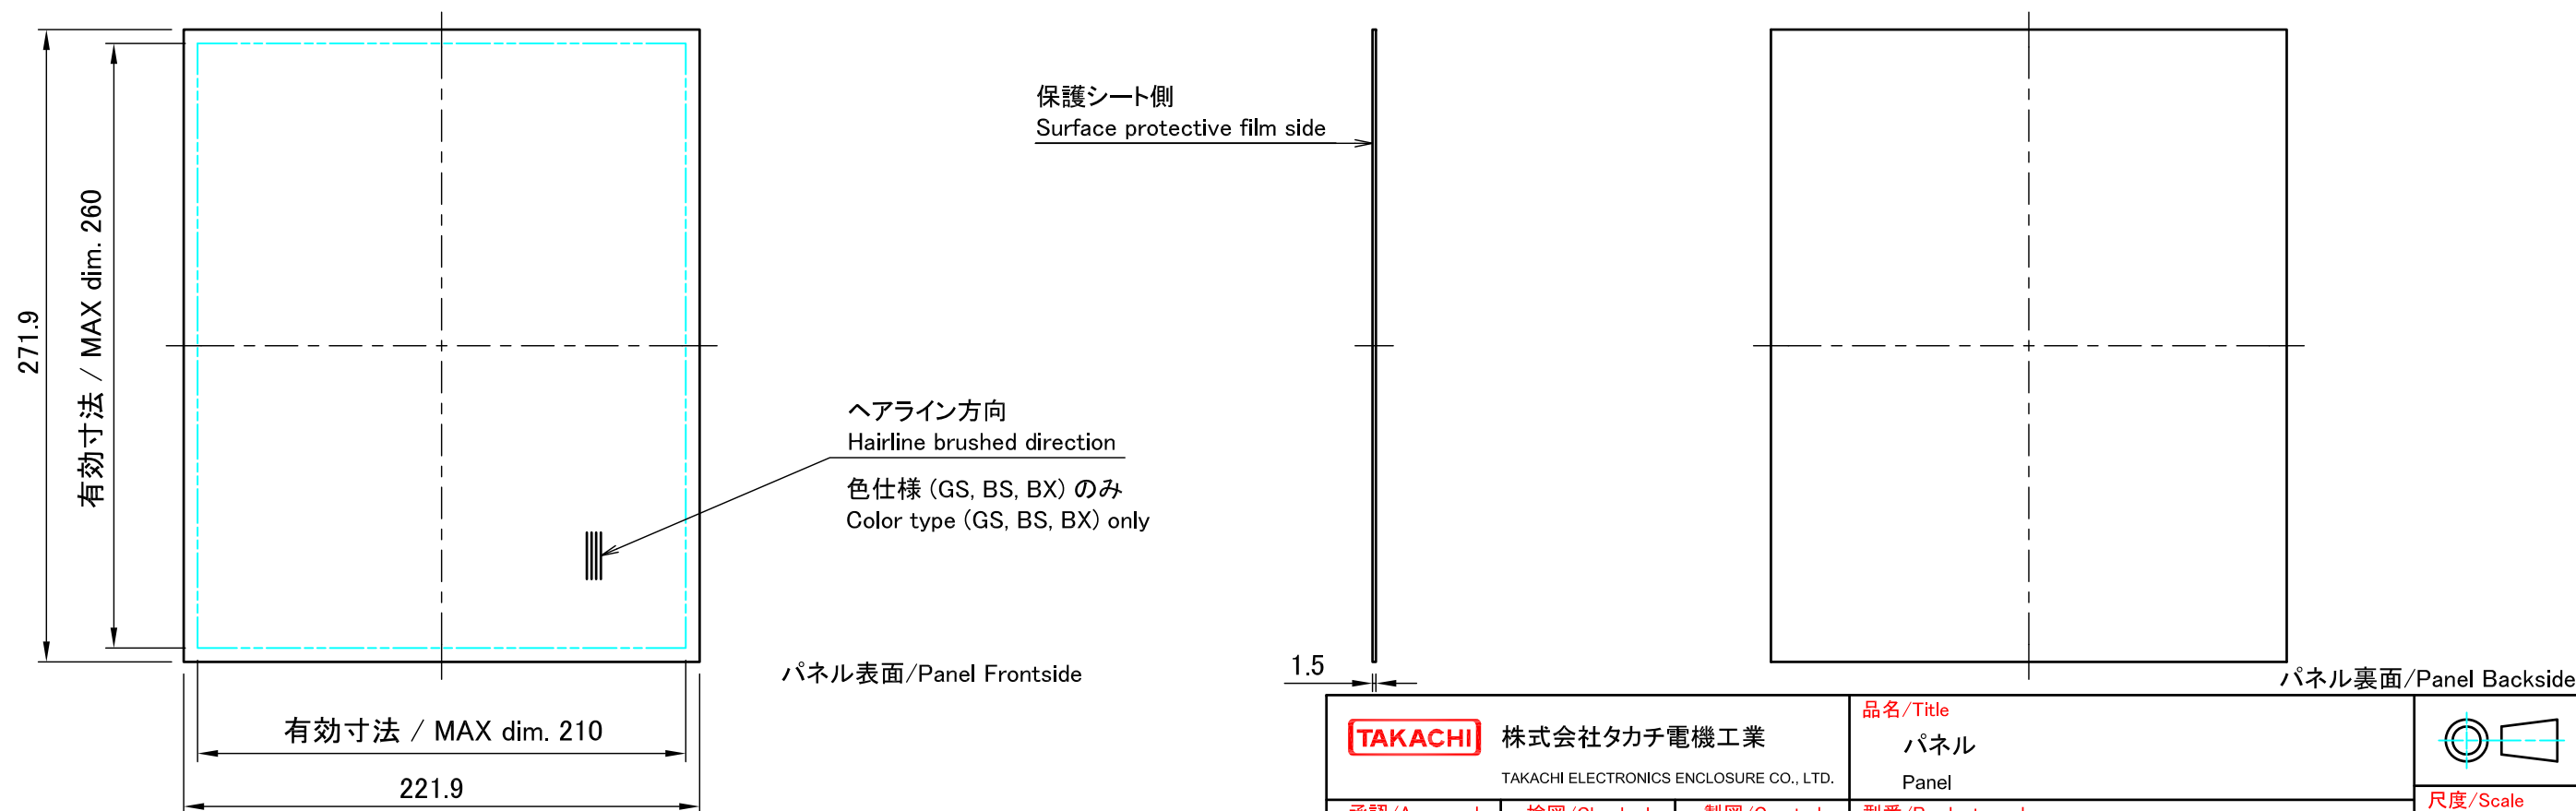 271.9
有効寸法 / MAX dim. 260
保護シート側
Surface protective film side
ヘアライン方向
Hairline brushed direction
色仕様 (GS, BS, BX) のみ
Color type (GS, BS, BX) only
パネル表面/Panel Frontside
有効寸法 / MAX dim. 210
221.9
1.5
パネル裏面/Panel Backside
TAKACHI
株式会社タカチ電機工業
TAKACHI ELECTRONICS ENCLOSURE CO., LTD.
品名/Title
パネル
Panel
尺度/Scale